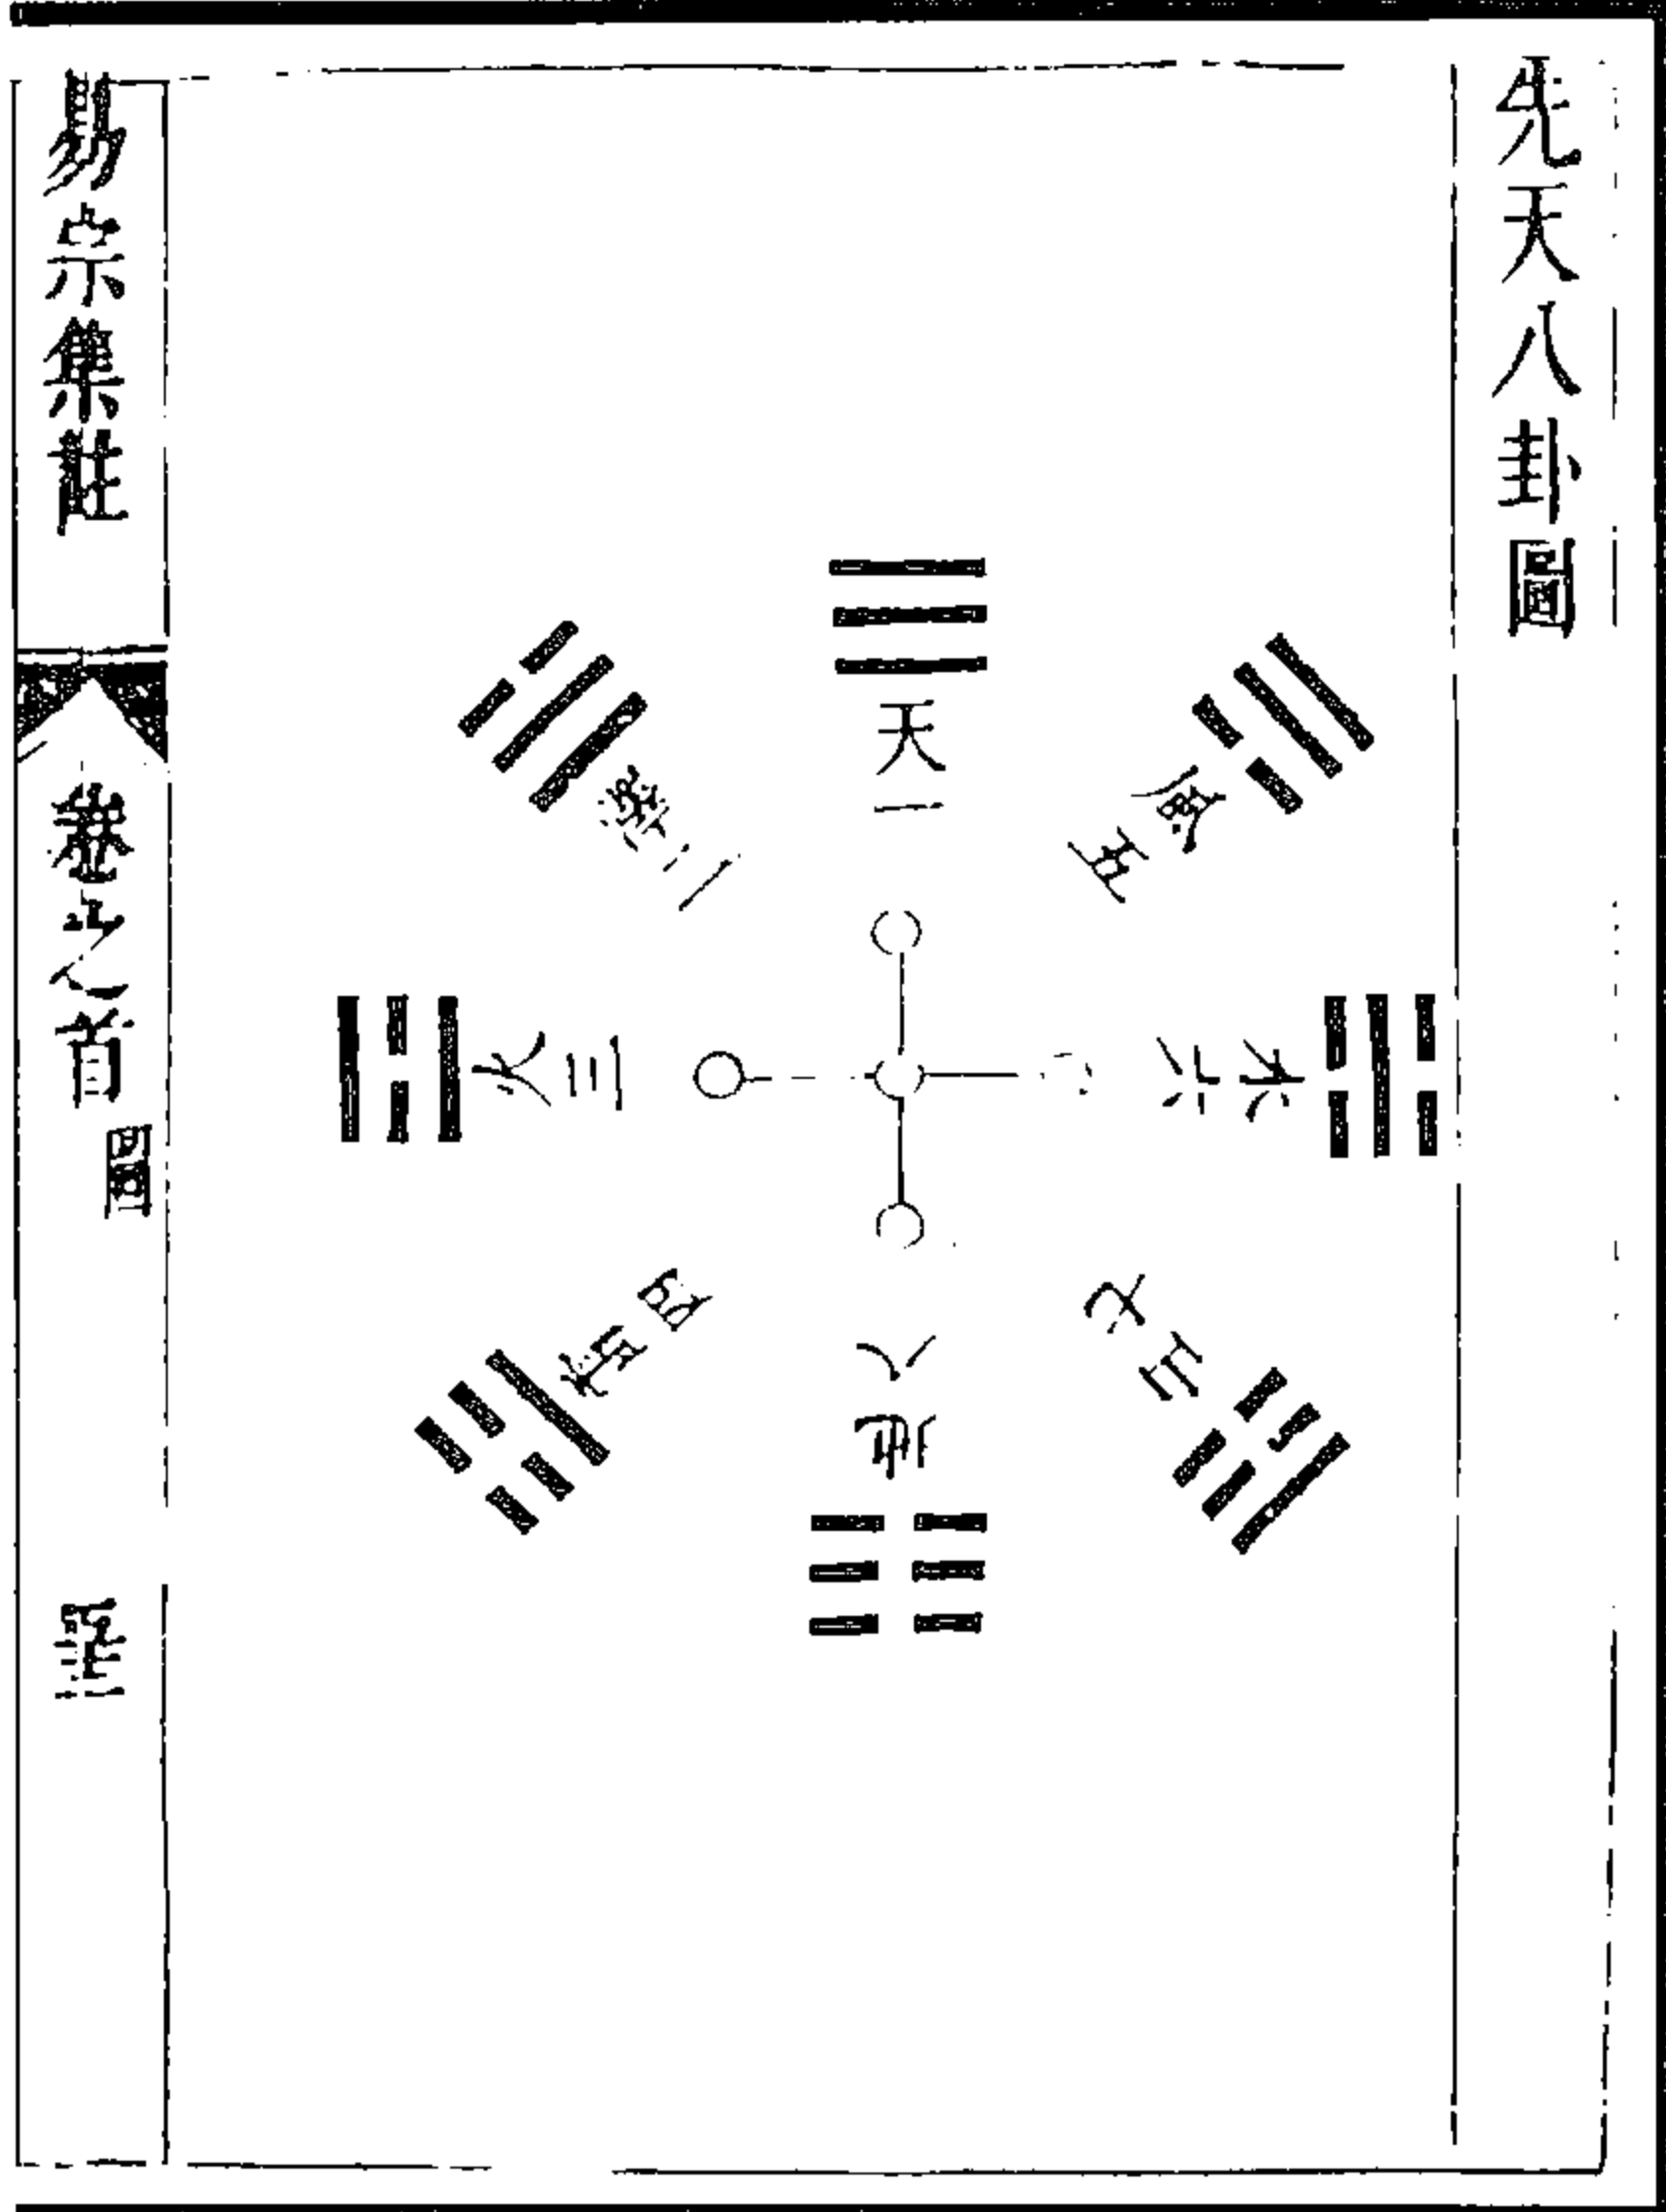 先天八卦圖
天一
澤二
火三
雷四
風五
水六
山七
地八
易宗集註
卷之首
圖